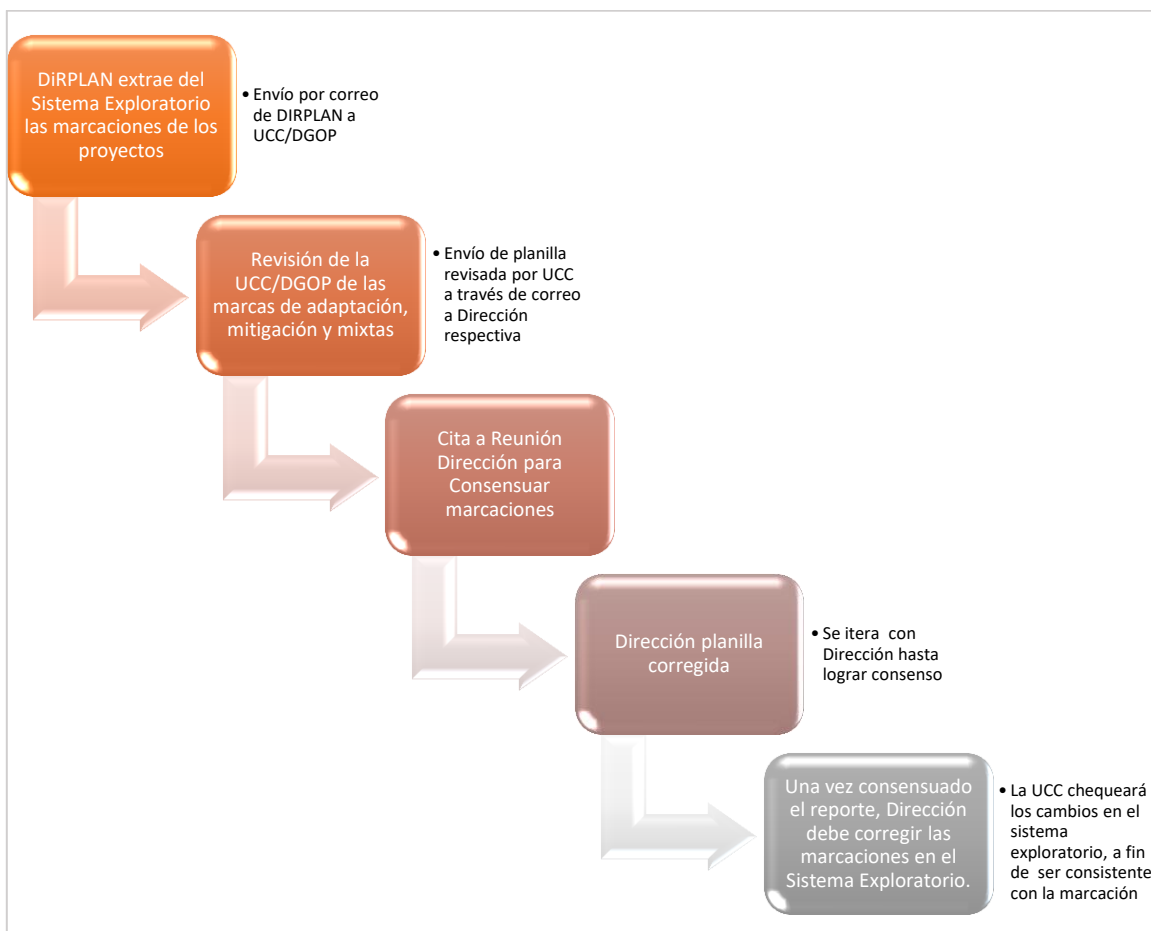 DiRPLAN extrae del
Sistema Exploratorio
las marcaciones de los
proyectos
• Envío por correo
de DIRPLAN a
UCC/DGOP
Revisión de la
UCC/DGOP de las
marcas de adaptación,
mitigación y mixtas
• Envío de planilla
revisada por UCC
a través de correo
a Dirección
respectiva
Cita a Reunión
Dirección para
Consensuar
marcaciones
Dirección planilla
corregida
• Se itera con
Dirección hasta
lograr consenso
Una vez consensuado
el reporte, Dirección
debe corregir las
marcaciones en el
Sistema Exploratorio.
• La UCC chequeará
los cambios en el
sistema
exploratorio, a fin
de ser consistente
con la marcación